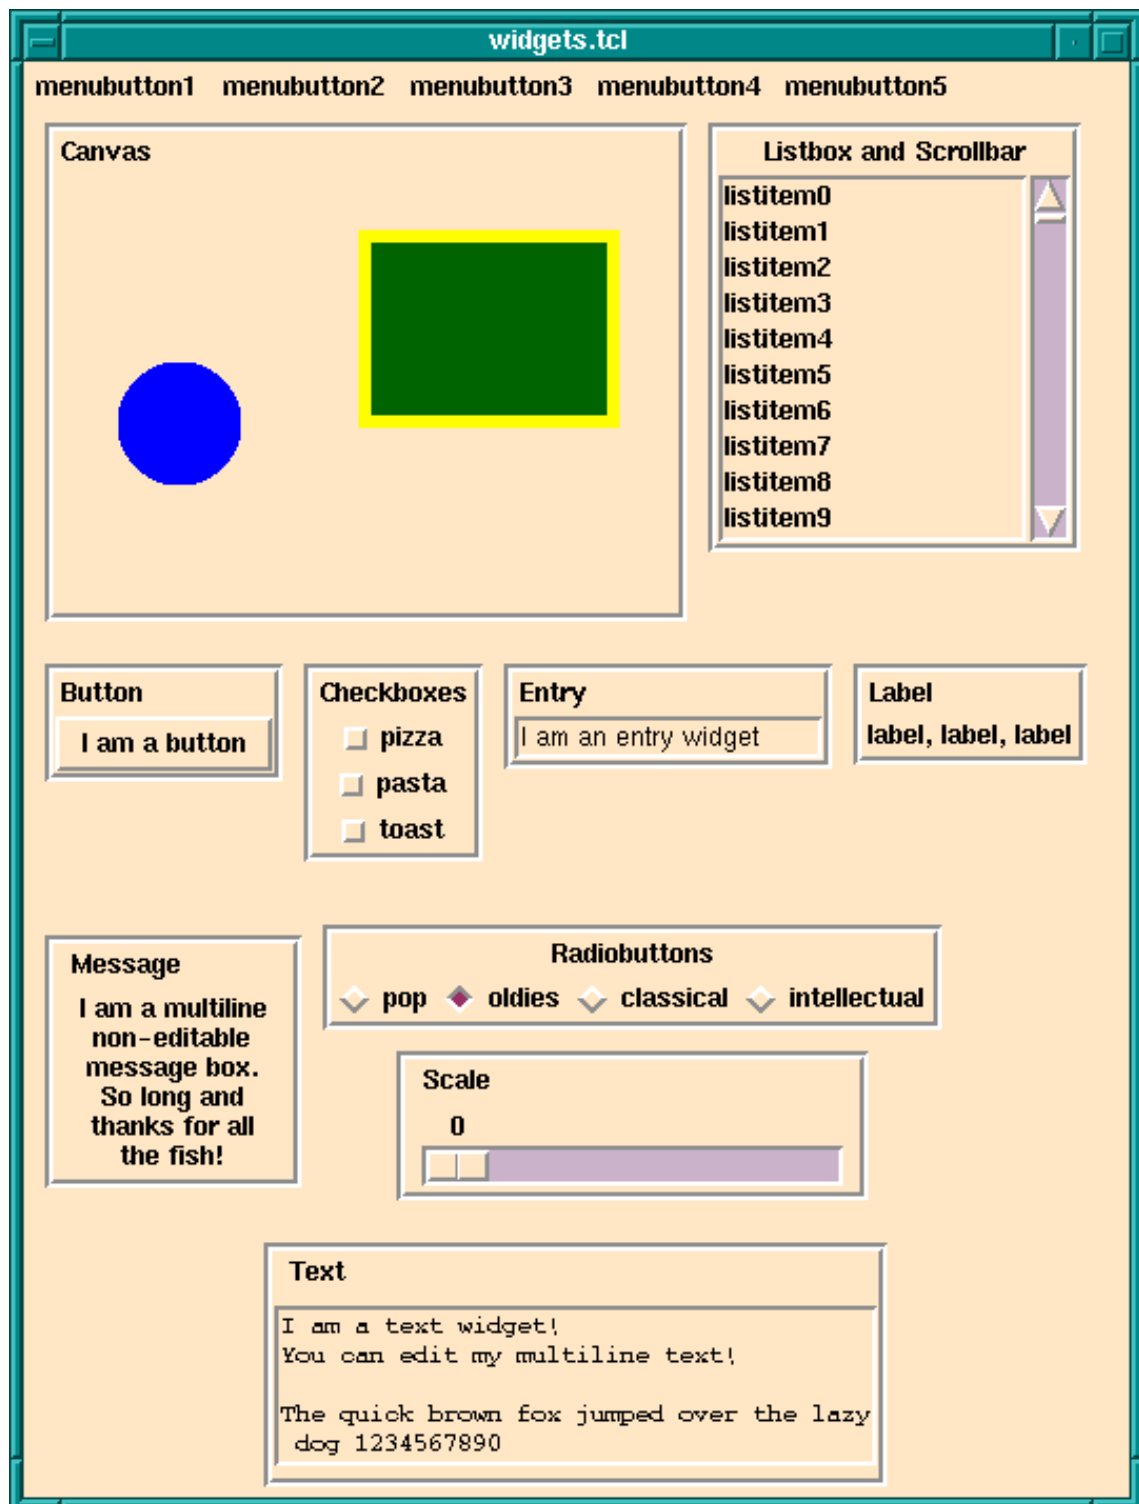 widgets.tcl
menubutton1 menubutton2 menubutton3 menubutton4 menubutton5
Canvas
Listbox and Scrollbar
listitem0
listitem1
listitem2
listitem3
listitem4
listitem5
listitem6
listitem7
listitem8
listitem9
Button
I am a button
Checkboxes
pizza
pasta
toast
Entry
I am an entry widget
Label
label, label, label
Message
I am a multiline
non-editable
message box.
So long and
thanks for all
the fish!
Radiobuttons
pop oldies classical intellectual
Scale
0
Text
I am a text widget!
You can edit my multiline text!
The quick brown fox jumped over the lazy
dog 1234567890